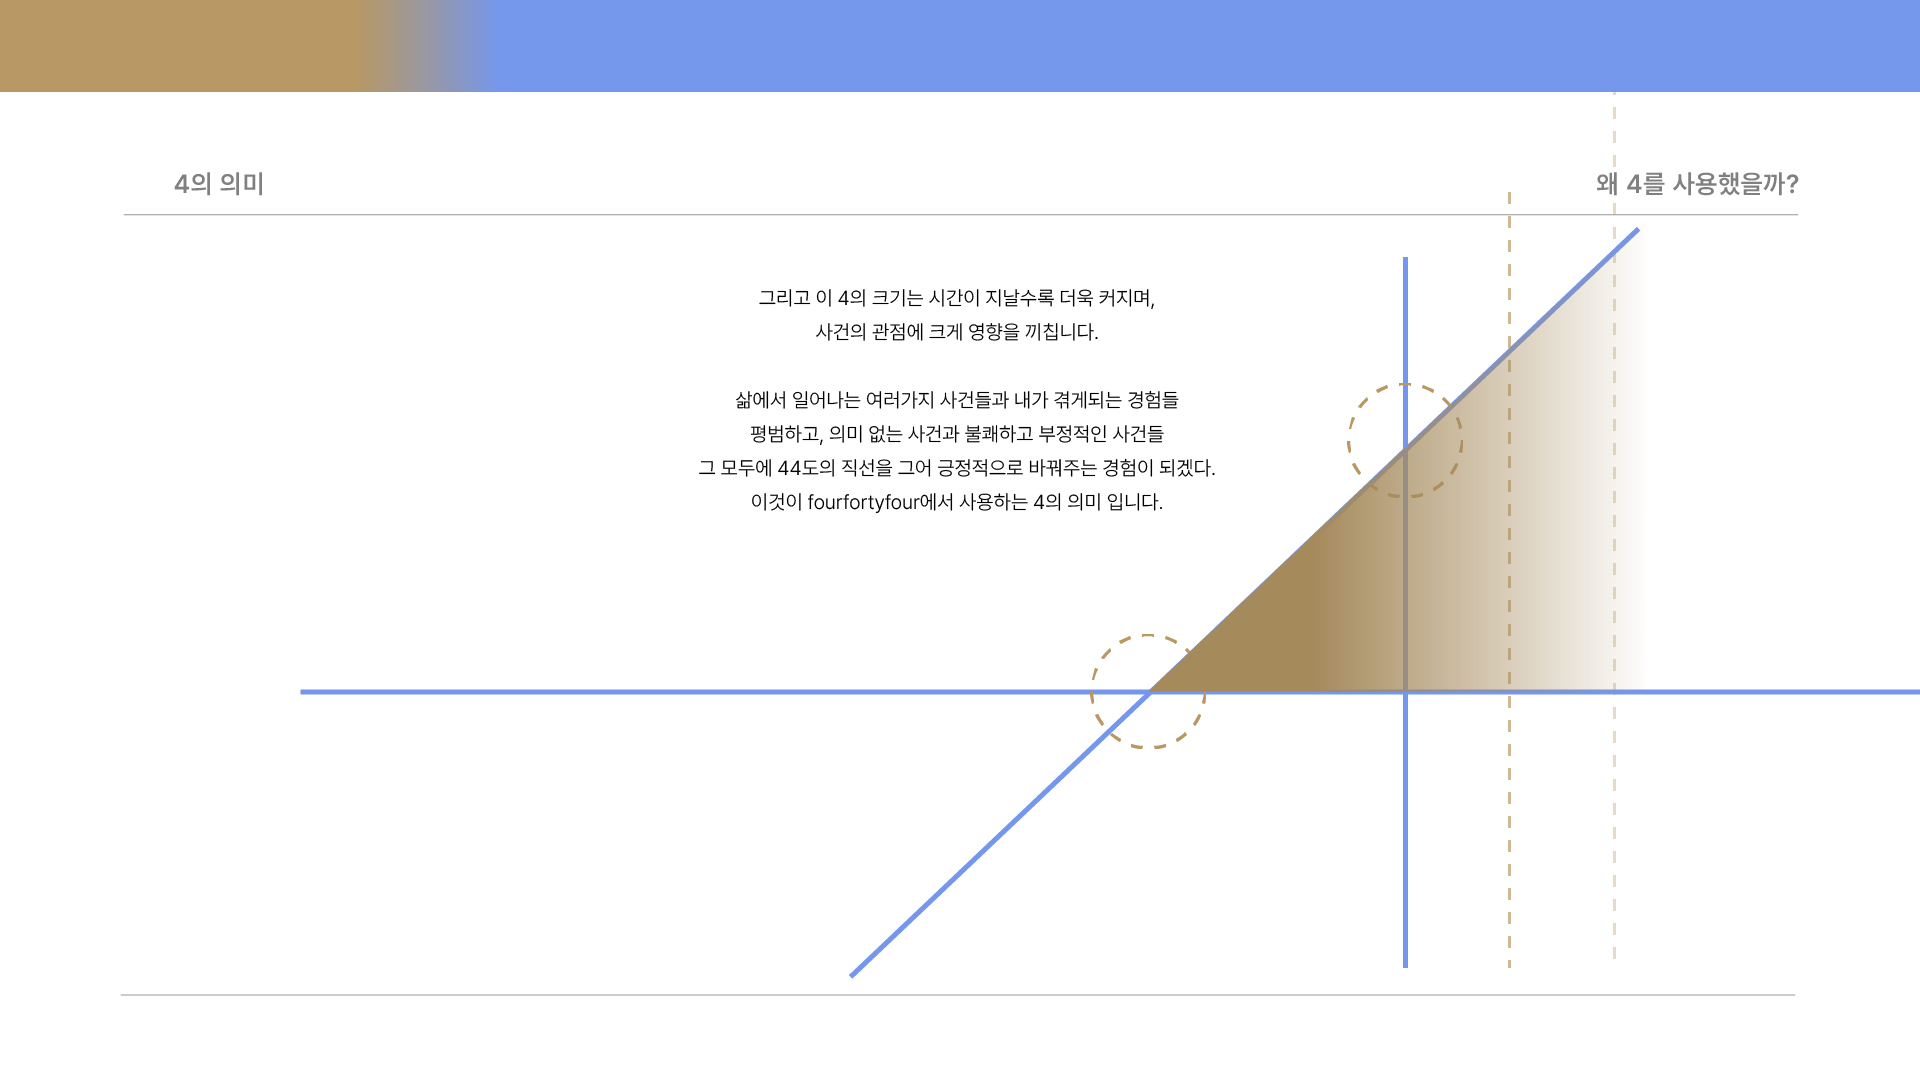 4의 의미
왜 4를 사용했을까?
그리고 이 4의 크기는 시간이 지날수록 더욱 커지며,
사건의 관점에 크게 영향을 끼칩니다.
삶에서 일어나는 여러가지 사건들과 내가 겪게되는 경험들
평범하고, 의미 없는 사건과 불쾌하고 부정적인 사건들
그 모두에 44도의 직선을 그어 긍정적으로 바꿔주는 경험이 되겠다.
이것이 fourfortyfour에서 사용하는 4의 의미 입니다.